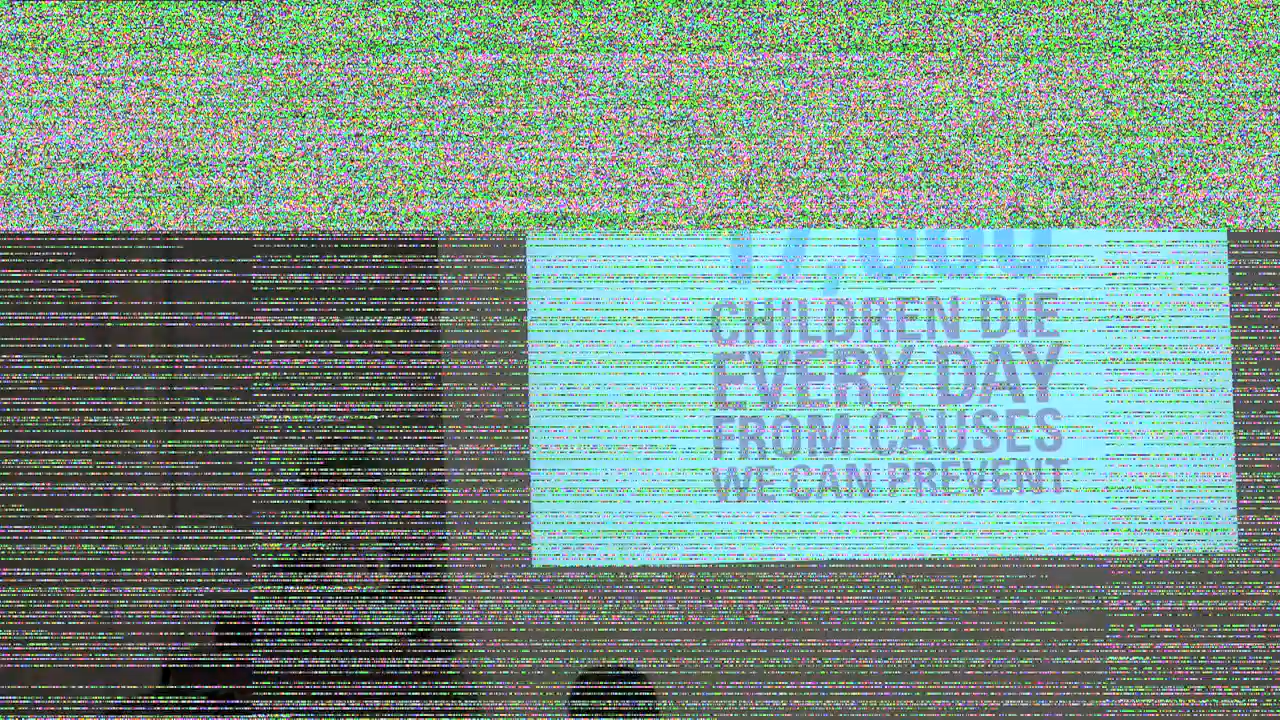 CHILDREN DIE
EVERY DAY
FROM CAUSES
WE CAN PREVENT